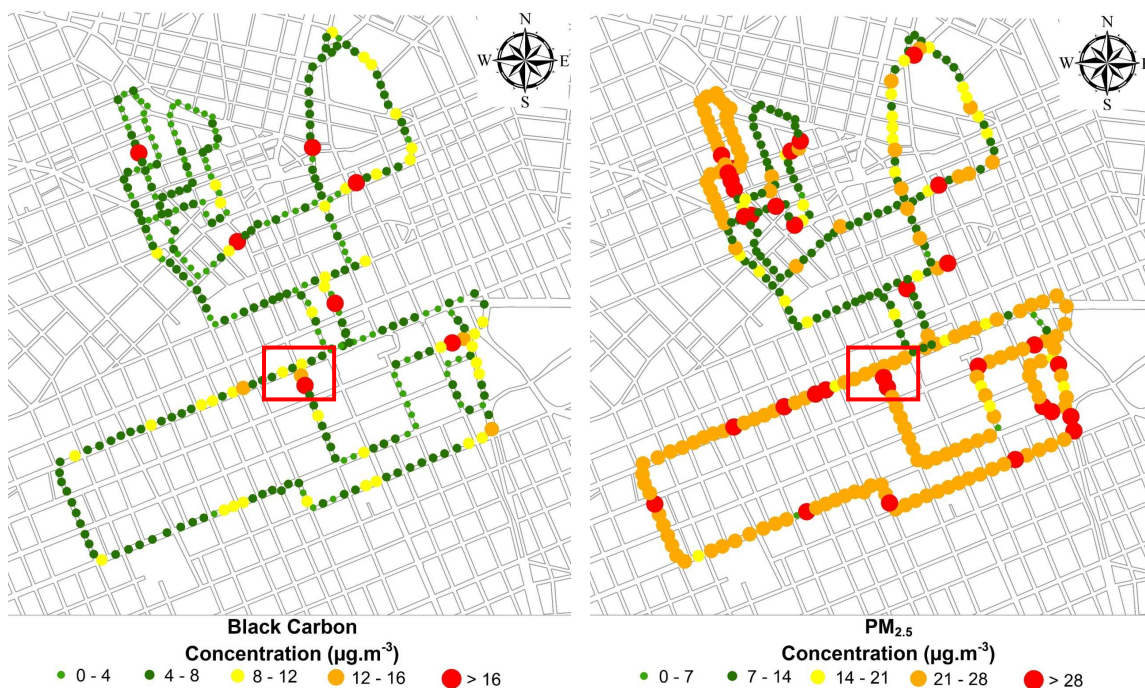 N
W E
S
N
W E
S
Black Carbon
Concentration (µg.m⁻³)
0 - 4 4 - 8 8 - 12 12 - 16 > 16
PM₂.₅
Concentration (µg.m⁻³)
0 - 7 7 - 14 14 - 21 21 - 28 > 28